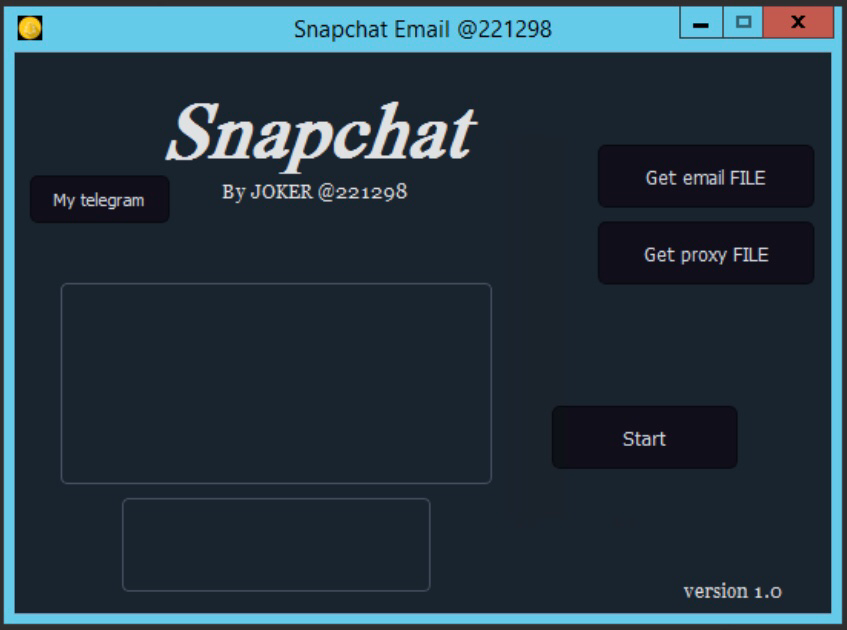 Snapchat Email @221298
Snapchat
By JOKER @221298
My telegram
Get email FILE
Get proxy FILE
Start
version 1.0